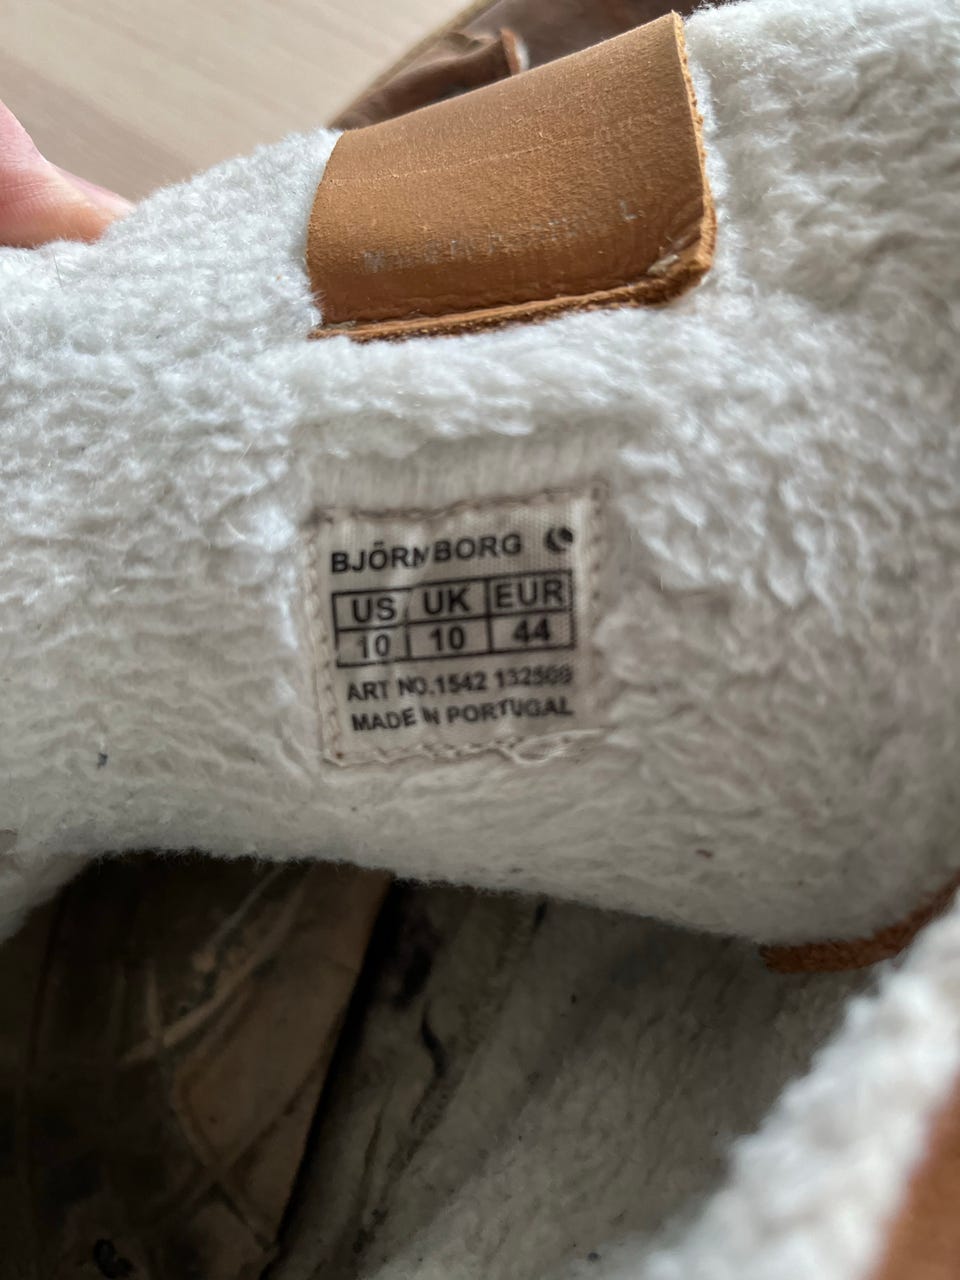 BJÖRN BORG
US UK EUR
10 10 44
ART NO.1542 132509
MADE IN PORTUGAL